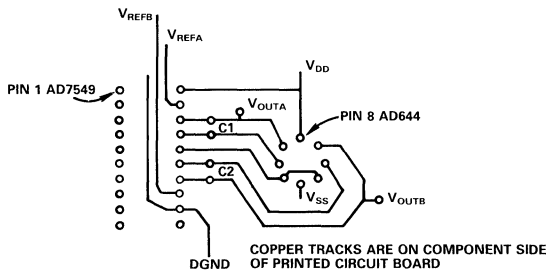 VREFB
VREFA
VDD
PIN 1 AD7549
VOUTA
PIN 8 AD644
C1
C2
VSS
VOUTB
DGND
COPPER TRACKS ARE ON COMPONENT SIDE
OF PRINTED CIRCUIT BOARD